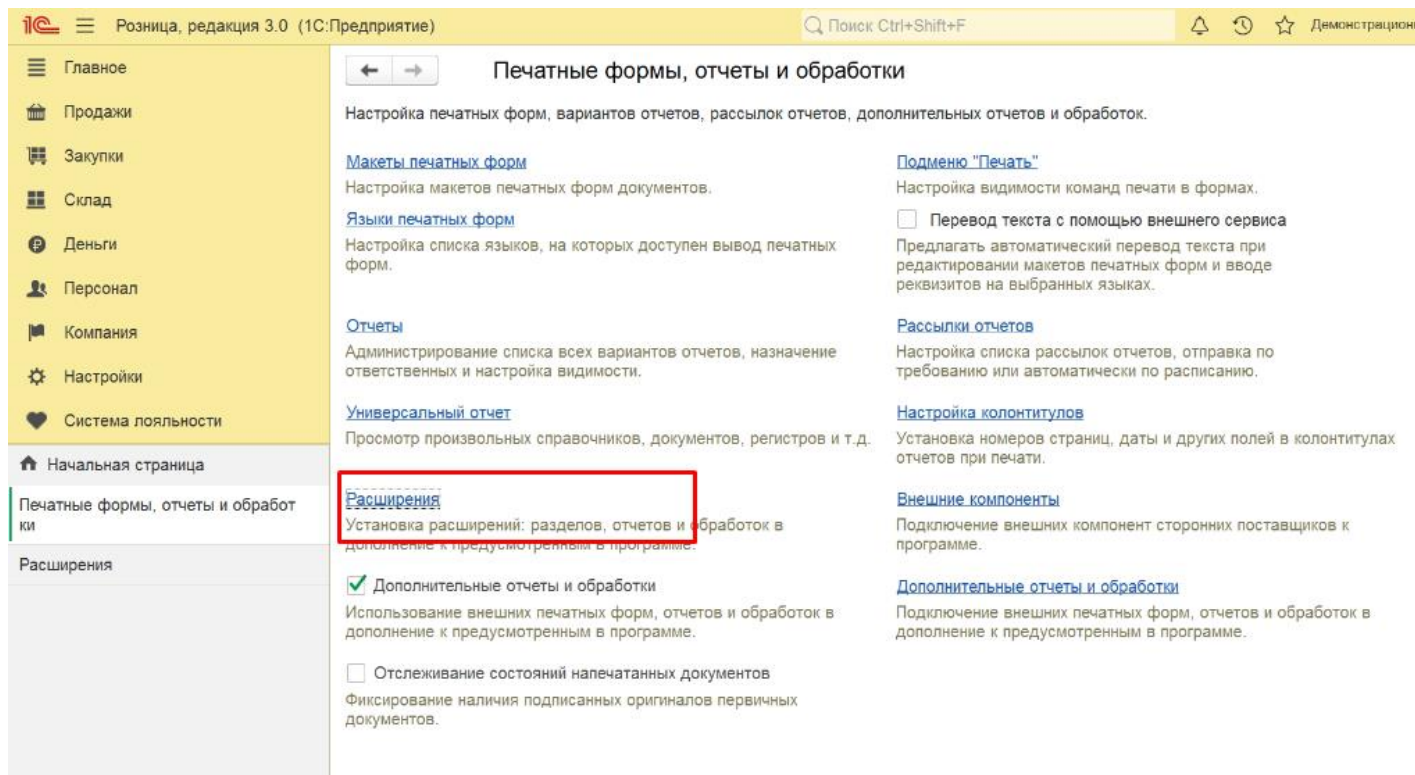 1С Розница, редакция 3.0 (1С:Предприятие) Поиск Ctrl+Shift+F
Главное
Продажи
Закупки
Склад
Деньги
Персонал
Компания
Настройки
Система лояльности
Начальная страница
Печатные формы, отчеты и обработ
ки
Расширения
Печатные формы, отчеты и обработки
Настройка печатных форм, вариантов отчетов, рассылок отчетов, дополнительных отчетов и обработок.
Макеты печатных форм
Настройка макетов печатных форм документов.
Языки печатных форм
Настройка списка языков, на которых доступен вывод печатных
форм.
Отчеты
Администрирование списка всех вариантов отчетов, назначение
ответственных и настройка видимости.
Универсальный отчет
Просмотр произвольных справочников, документов, регистров и т.д.
Расширения
Установка расширений: разделов, отчетов и обработок в
дополнение к предусмотренным в программе.
Дополнительные отчеты и обработки
Использование внешних печатных форм, отчетов и обработок в
дополнение к предусмотренным в программе.
Отслеживание состояний напечатанных документов
Фиксирование наличия подписанных оригиналов первичных
документов.
Подменю "Печать"
Настройка видимости команд печати в формах.
Перевод текста с помощью внешнего сервиса
Предлагать автоматический перевод текста при
редактировании макетов печатных форм и вводе
реквизитов на выбранных языках.
Рассылки отчетов
Настройка списка рассылок отчетов, отправка по
требованию или автоматически по расписанию.
Настройка колонтитулов
Установка номеров страниц, даты и других полей в колонтитулах
отчетов при печати.
Внешние компоненты
Подключение внешних компонент сторонних поставщиков к
программе.
Дополнительные отчеты и обработки
Подключение внешних печатных форм, отчетов и обработок в
дополнение к предусмотренным в программе.